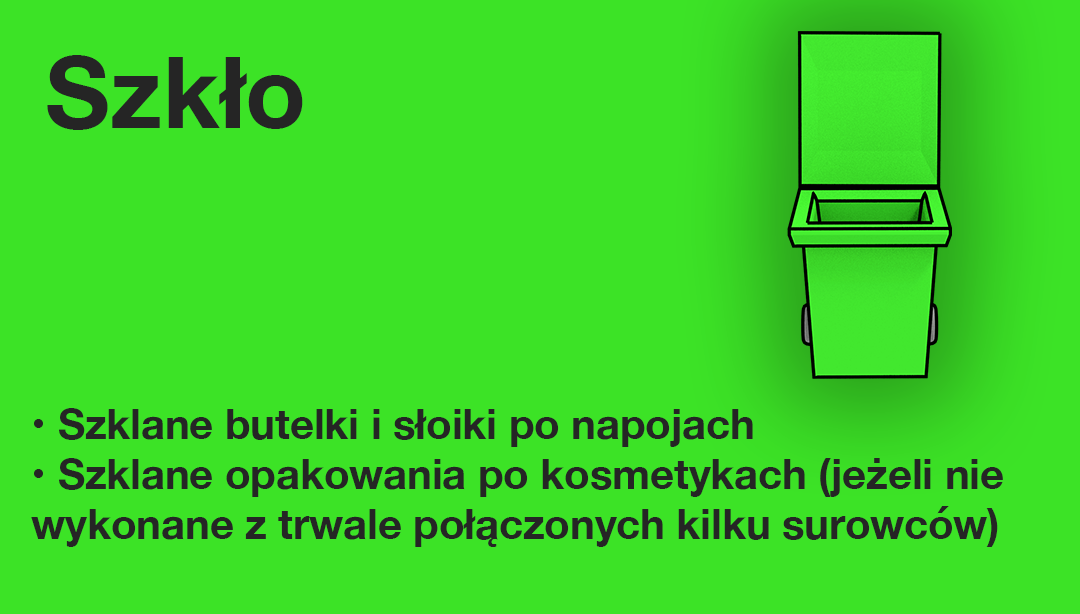 Szkło
• Szklane butelki i słoiki po napojach
• Szklane opakowania po kosmetykach (jeżeli nie
wykonane z trwale połączonych kilku surowców)